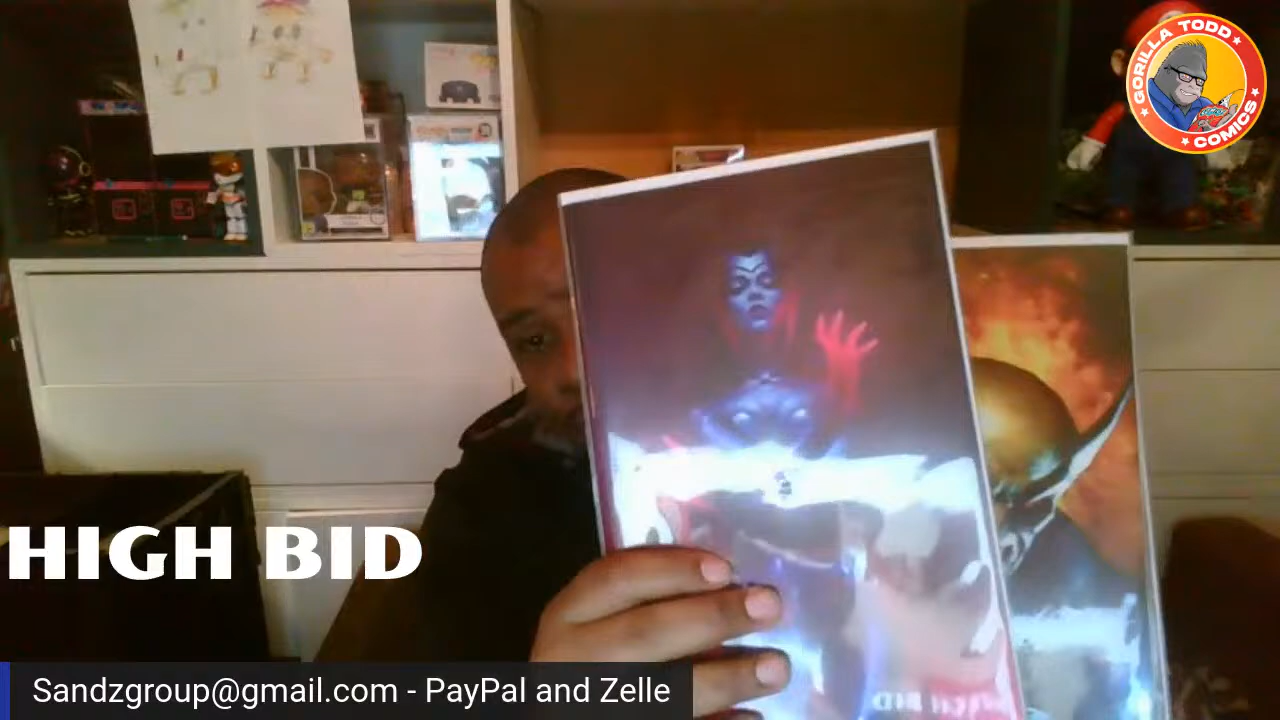 GORILLA TODD
COMICS
HIGH BID
Sandzgroup@gmail.com - PayPal and Zelle